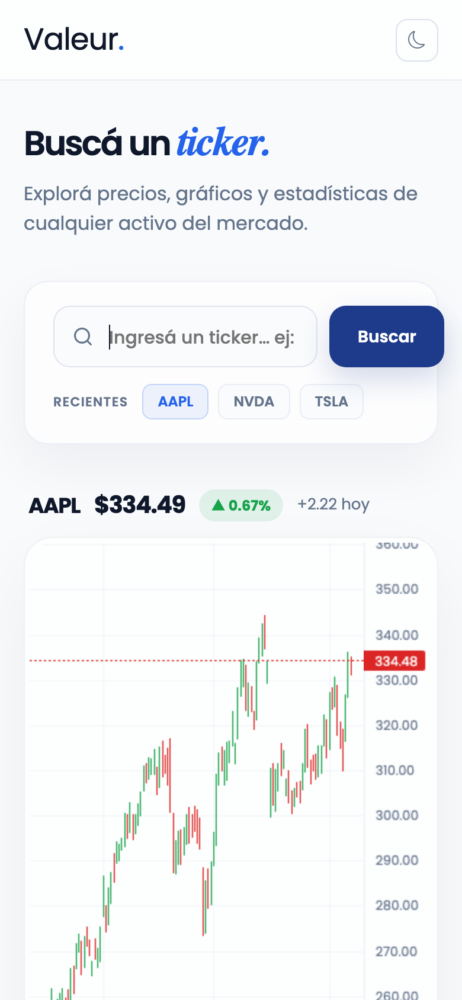 Valeur.
Buscá un ticker.
Explorá precios, gráficos y estadísticas de
cualquier activo del mercado.
Ingresá un ticker... ej:
Buscar
RECIENTES AAPL NVDA TSLA
AAPL $334.49 ▲ 0.67% +2.22 hoy
360.00
350.00
340.00
334.48
330.00
320.00
310.00
300.00
290.00
280.00
270.00
260.00